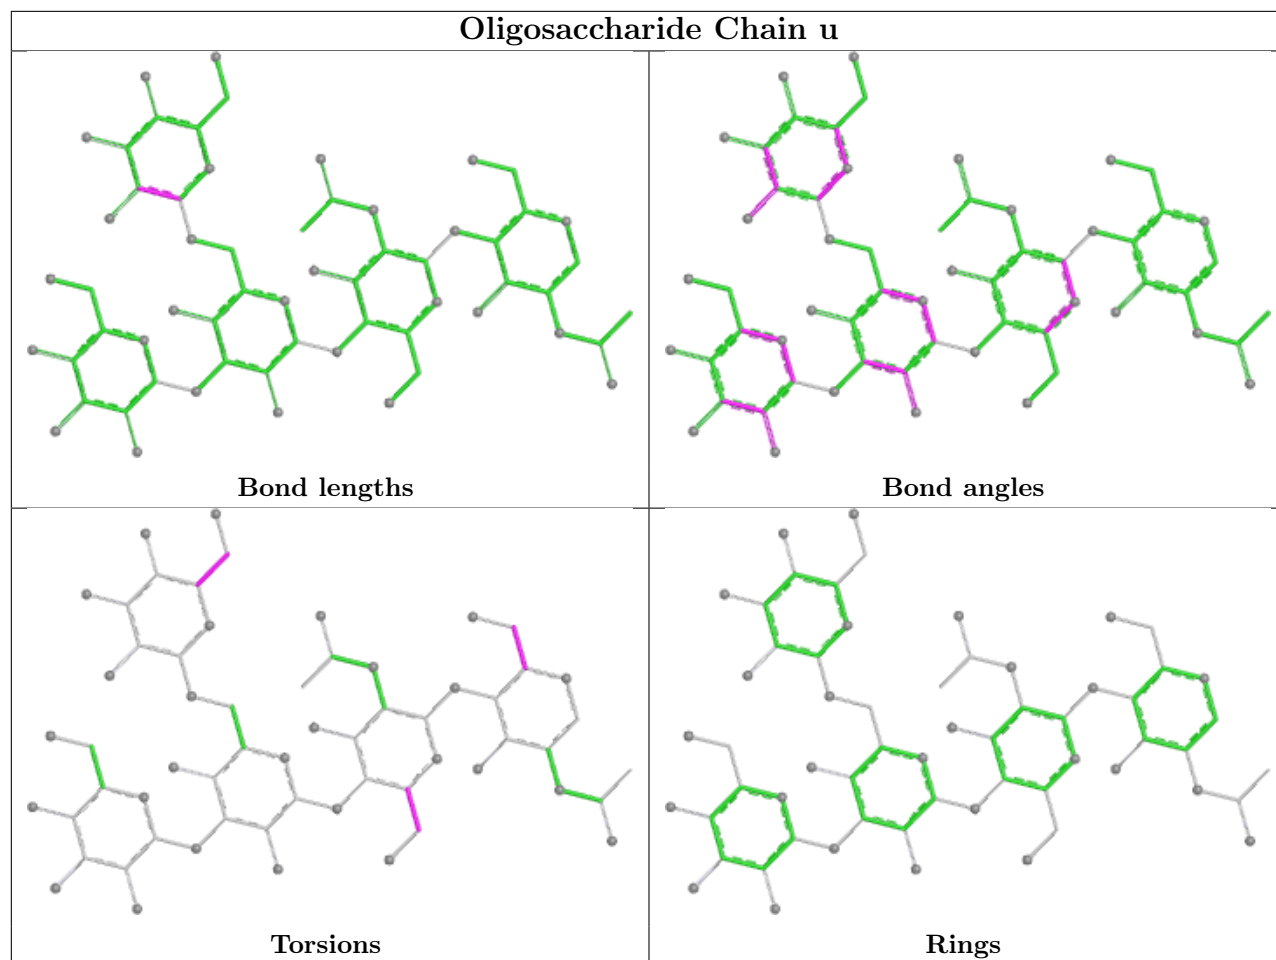 Oligosaccharide Chain u
Bond lengths
Bond angles
Torsions
Rings